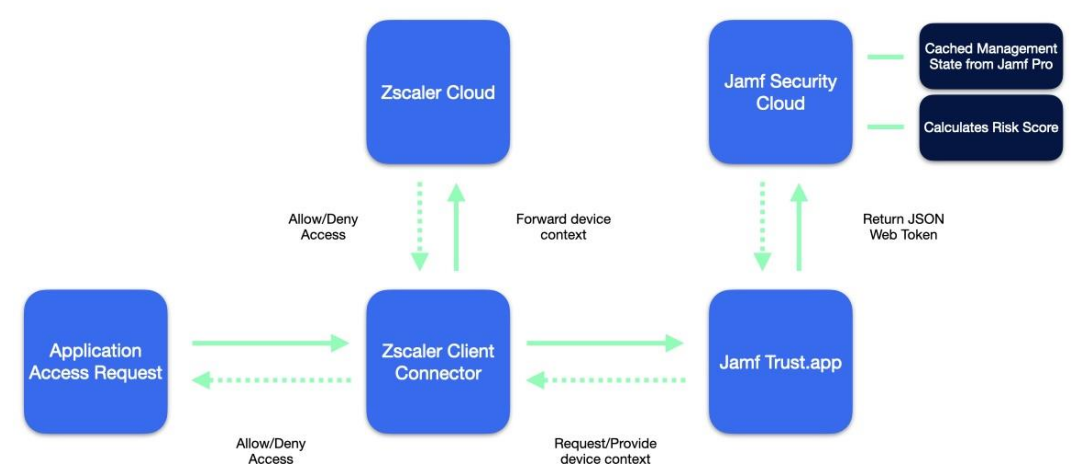 Zscaler Cloud
Jamf Security
Cloud
Cached Management
State from Jamf Pro
Calculates Risk Score
Allow/Deny
Access
Forward device
context
Return JSON
Web Token
Application
Access Request
Zscaler Client
Connector
Jamf Trust.app
Allow/Deny
Access
Request/Provide
device context